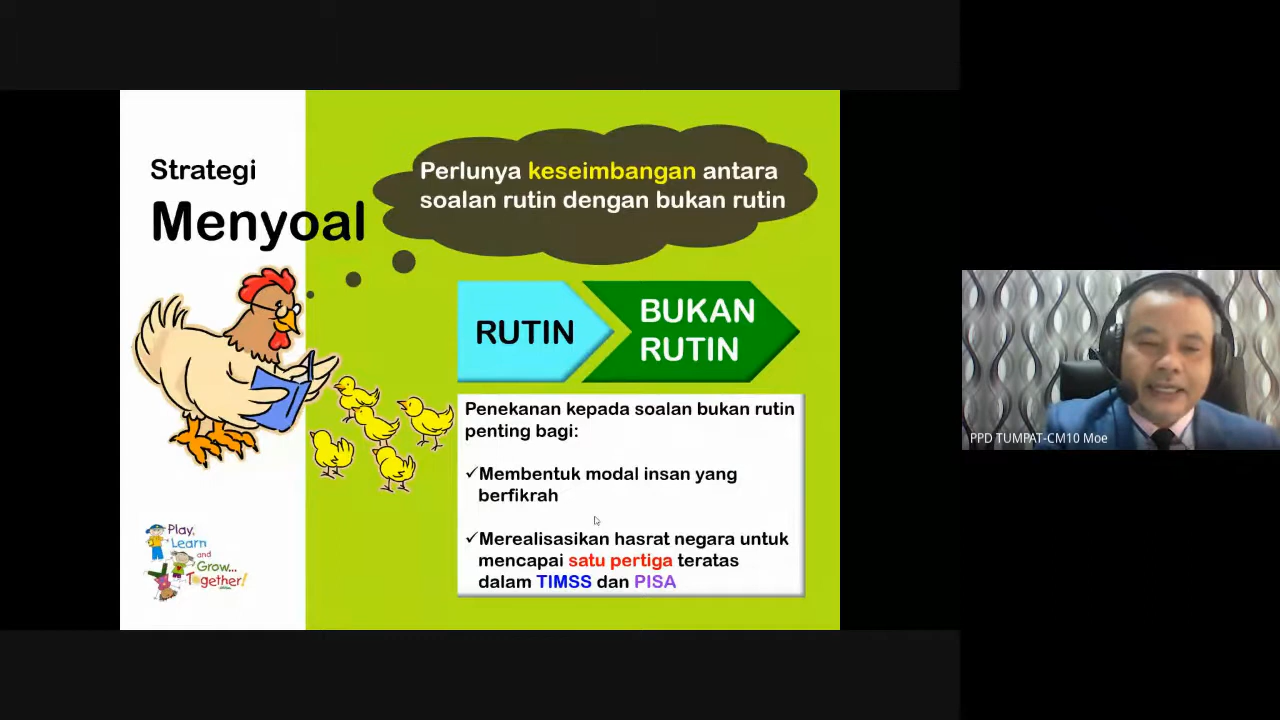 Strategi
Menyoal
Perlunya keseimbangan antara
soalan rutin dengan bukan rutin
RUTIN
BUKAN
RUTIN
Penekanan kepada soalan bukan rutin
penting bagi:
✓Membentuk modal insan yang
berfikrah
✓Merealisasikan hasrat negara untuk
mencapai satu pertiga teratas
dalam TIMSS dan PISA
Play,
Learn
and
Grow...
Together!
PPD TUMPAT-CM10 Moe